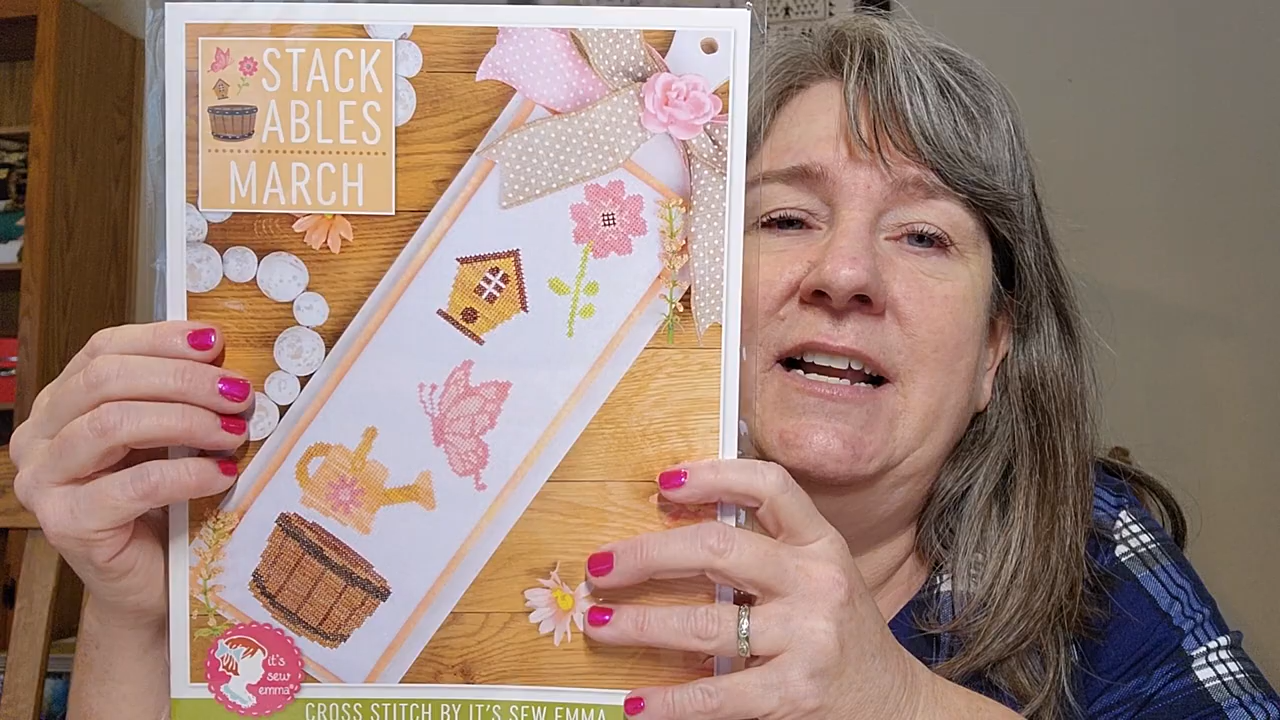 STACK
ABLES
MARCH
it's
sew
emma®
CROSS STITCH BY IT'S SEW EMMA